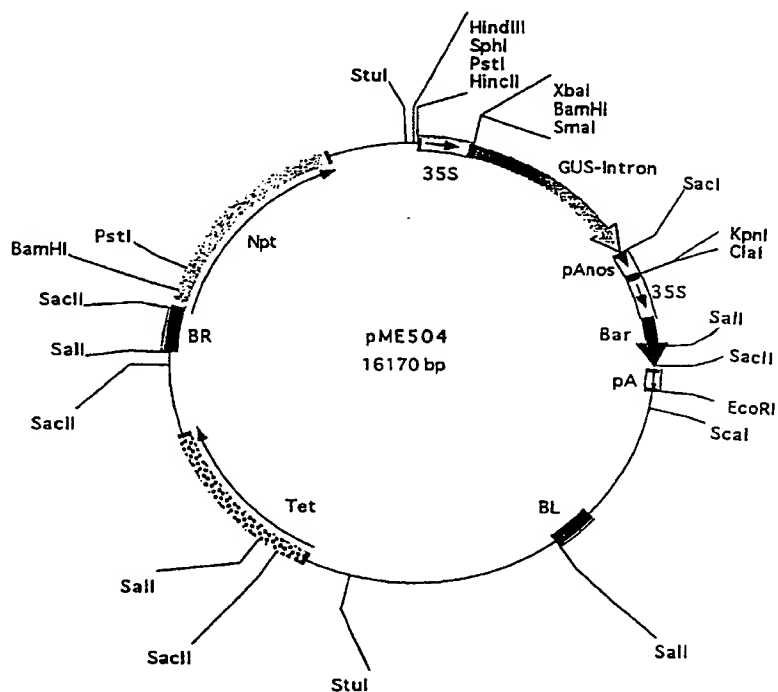 HindIII
SphI
PstI
HincII
StuI
XbaI
BamHI
SmaI
35S
GUS-Intron
SacI
KpnI
ClaI
pAnos
35S
PstI
Npt
BamHI
SacII
BR
SalI
SacII
pME504
16170 bp
Bar
SalI
SacII
pA
EcoRI
ScaI
Tet
BL
SalI
SacII
StuI
SalI